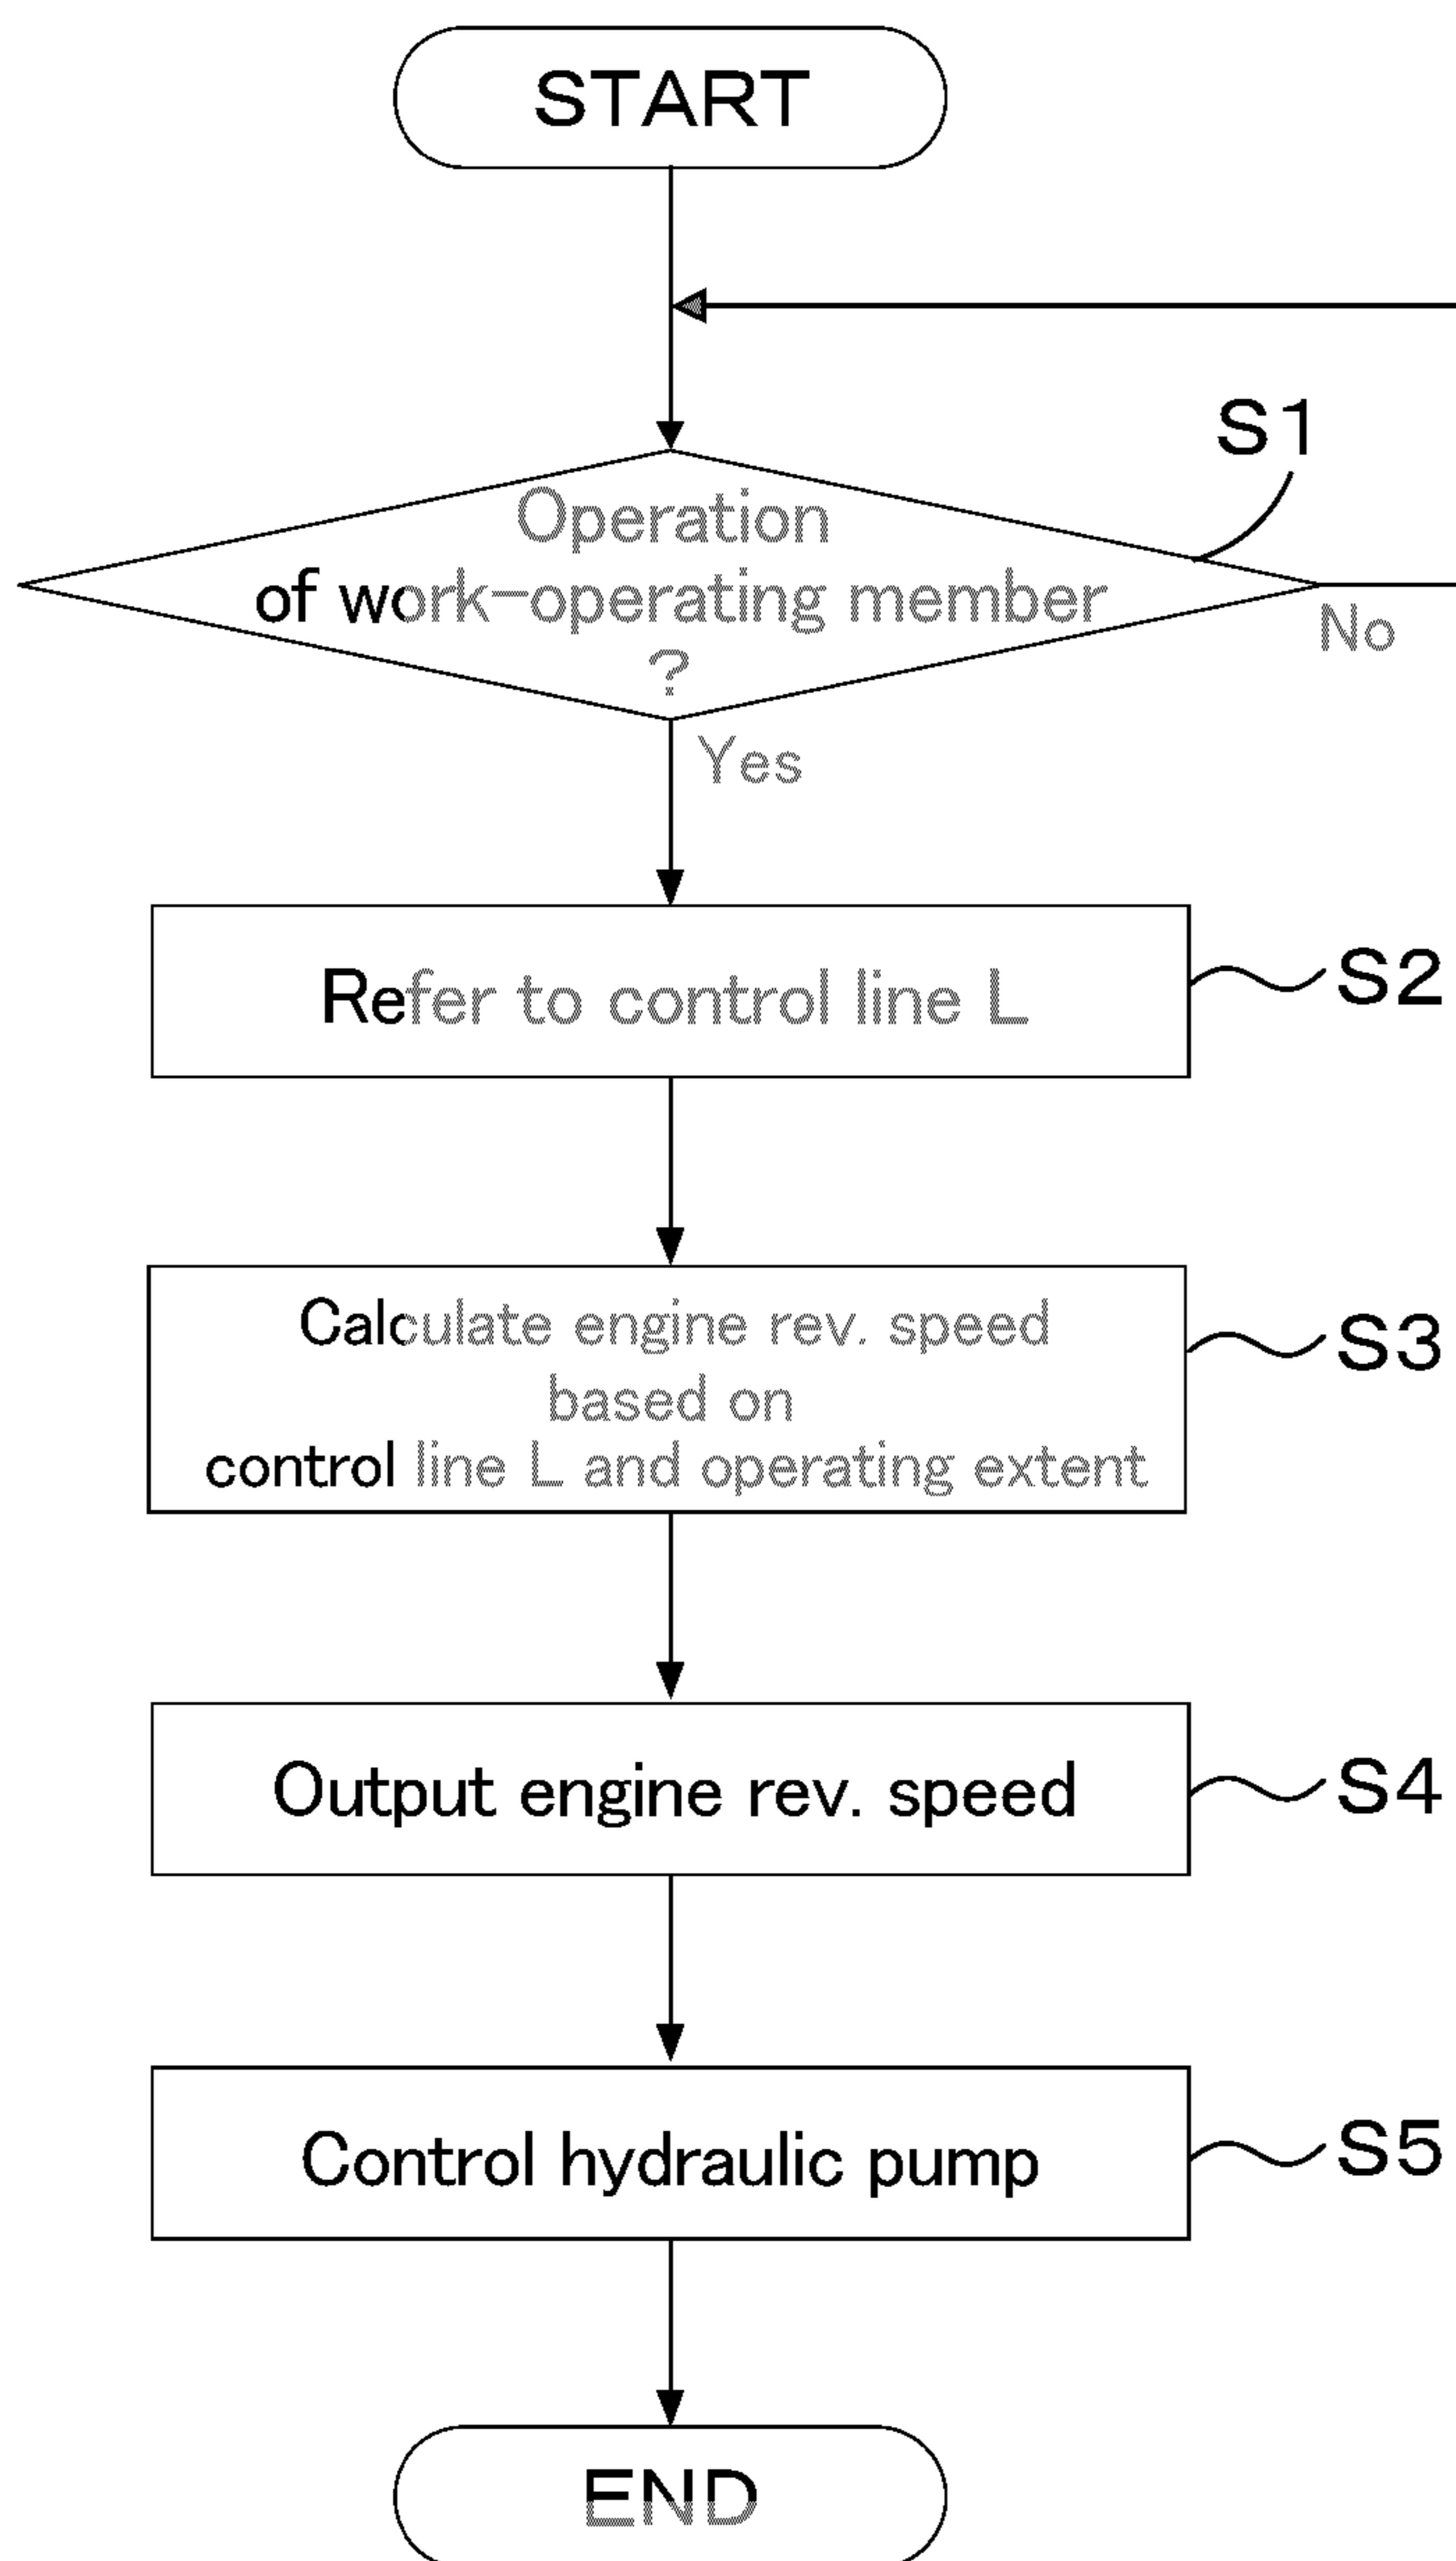 START
S1
Operation
of work-operating member
?
No
Yes
Refer to control line L
S2
Calculate engine rev. speed
based on
control line L and operating extent
S3
Output engine rev. speed
S4
Control hydraulic pump
S5
END